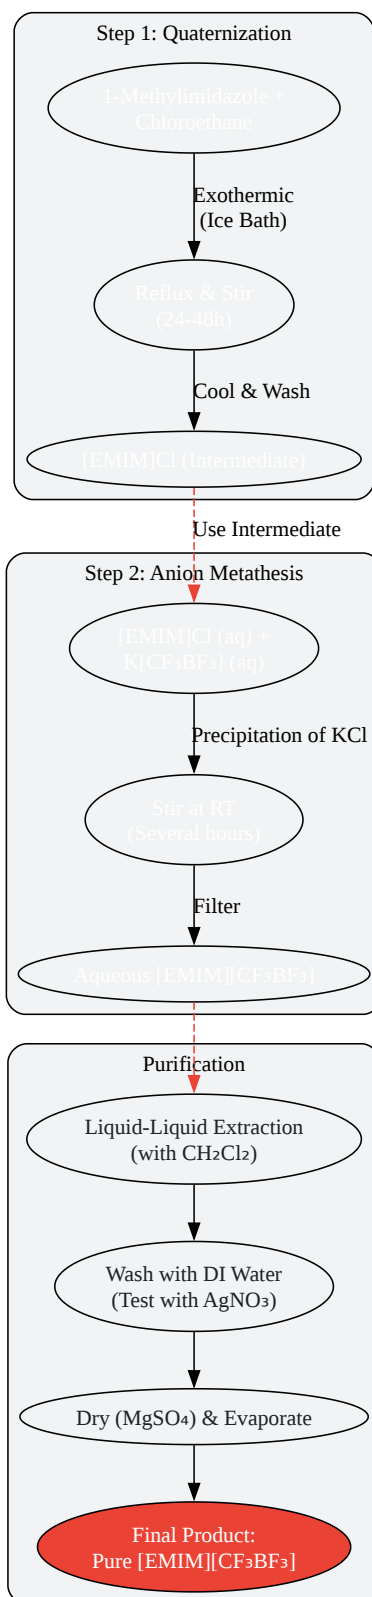 Step 1: Quaternization
1-Methylimidazole +
Chloroethane
Exothermic
(Ice Bath)
Reflux & Stir
(24-48h)
Cool & Wash
[EMIM]Cl (Intermediate)
Use Intermediate
Step 2: Anion Metathesis
[EMIM]Cl (aq) +
K[CF₃BF₃] (aq)
Precipitation of KCl
Stir at RT
(Several hours)
Filter
Aqueous [EMIM][CF₃BF₃]
Purification
Liquid-Liquid Extraction
(with CH₂Cl₂)
Wash with DI Water
(Test with AgNO₃)
Dry (MgSO₄) & Evaporate
Final Product:
Pure [EMIM][CF₃BF₃]